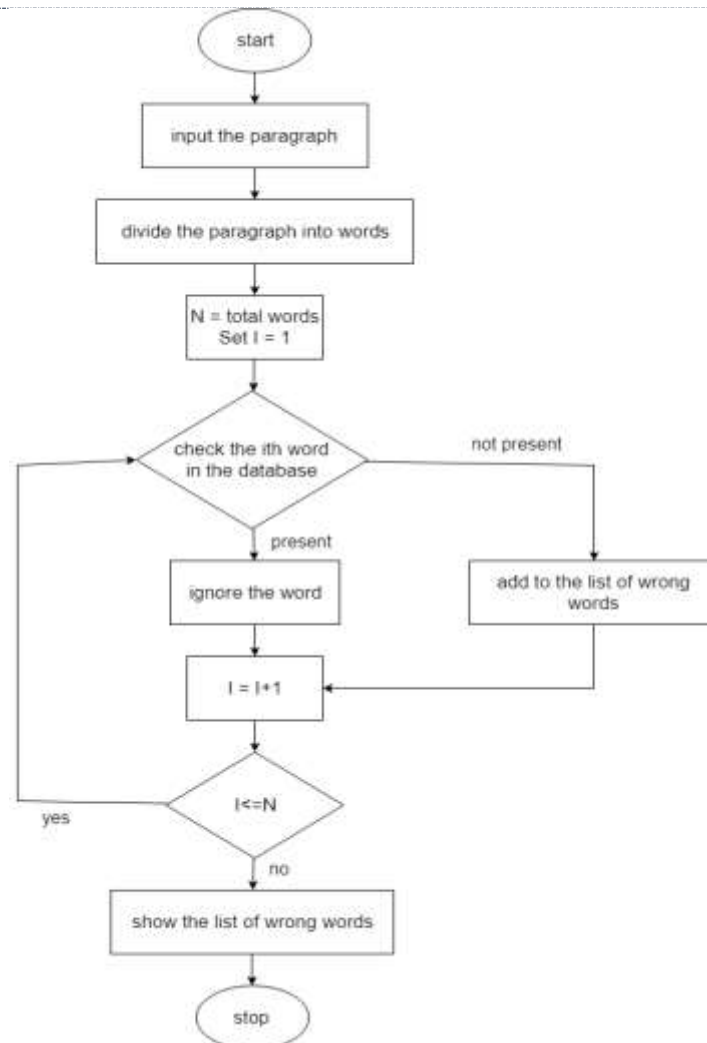 start
input the paragraph
divide the paragraph into words
N = total words
Set I = 1
check the ith word
in the database
not present
present
ignore the word
add to the list of wrong
words
I = I+1
I<=N
yes
no
show the list of wrong words
stop